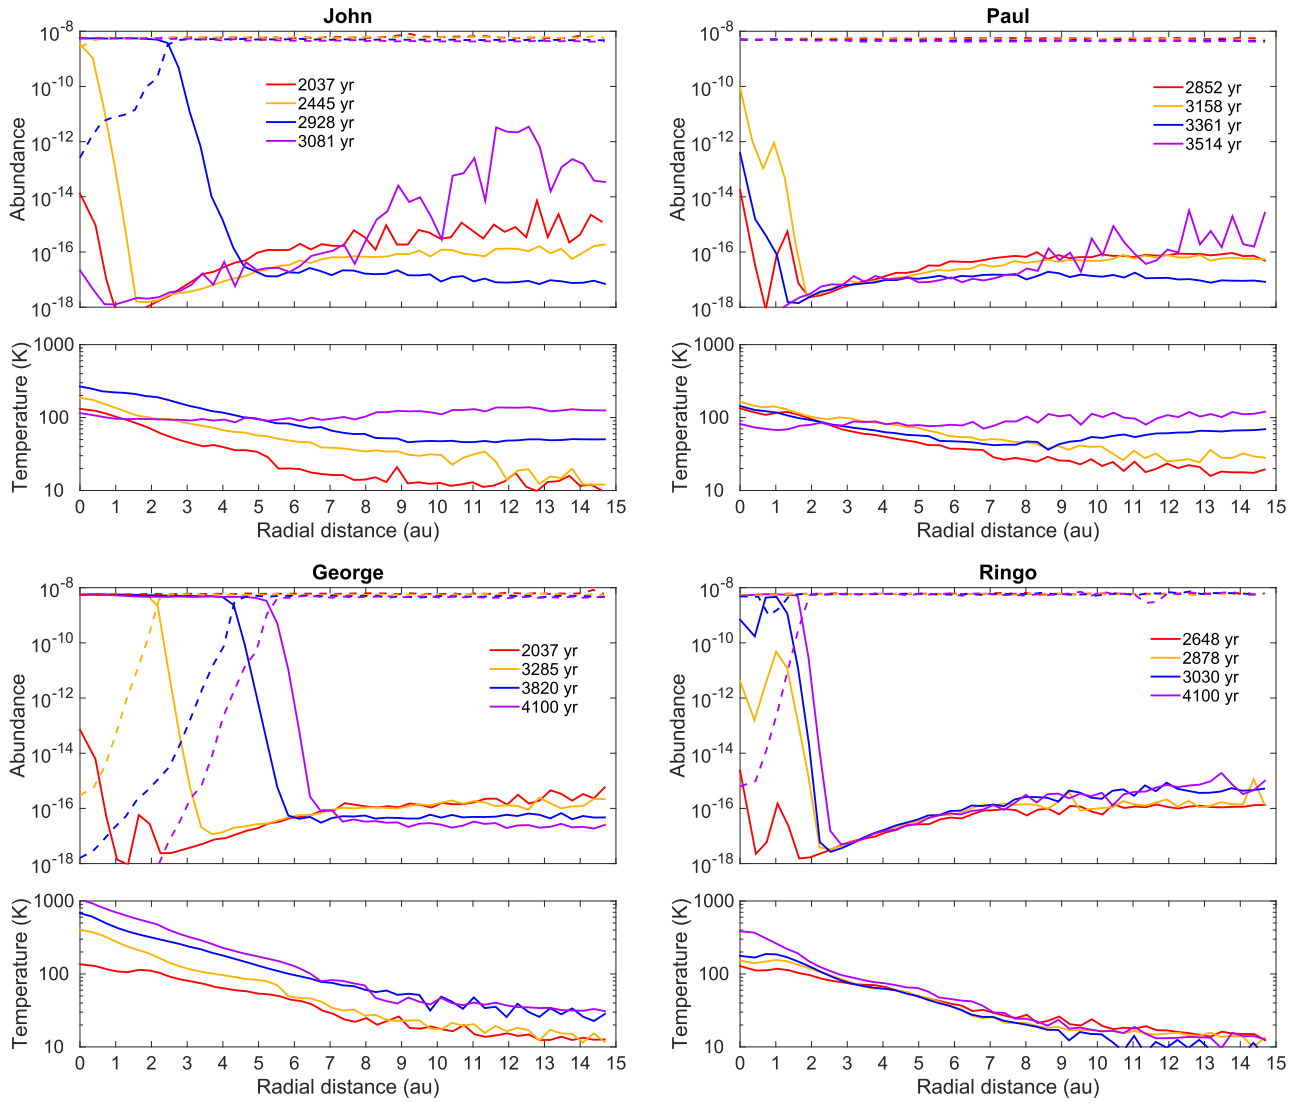 John
Abundance
10^-8
10^-10
10^-12
10^-14
10^-16
10^-18
2037 yr
2445 yr
2928 yr
3081 yr
Temperature (K)
1000
100
10
0 1 2 3 4 5 6 7 8 9 10 11 12 13 14 15
Radial distance (au)
Paul
Abundance
10^-8
10^-10
10^-12
10^-14
10^-16
10^-18
2852 yr
3158 yr
3361 yr
3514 yr
Temperature (K)
1000
100
10
0 1 2 3 4 5 6 7 8 9 10 11 12 13 14 15
Radial distance (au)
George
Abundance
10^-8
10^-10
10^-12
10^-14
10^-16
10^-18
2037 yr
3285 yr
3820 yr
4100 yr
Temperature (K)
1000
100
10
0 1 2 3 4 5 6 7 8 9 10 11 12 13 14 15
Radial distance (au)
Ringo
Abundance
10^-8
10^-10
10^-12
10^-14
10^-16
10^-18
2648 yr
2878 yr
3030 yr
4100 yr
Temperature (K)
1000
100
10
0 1 2 3 4 5 6 7 8 9 10 11 12 13 14 15
Radial distance (au)